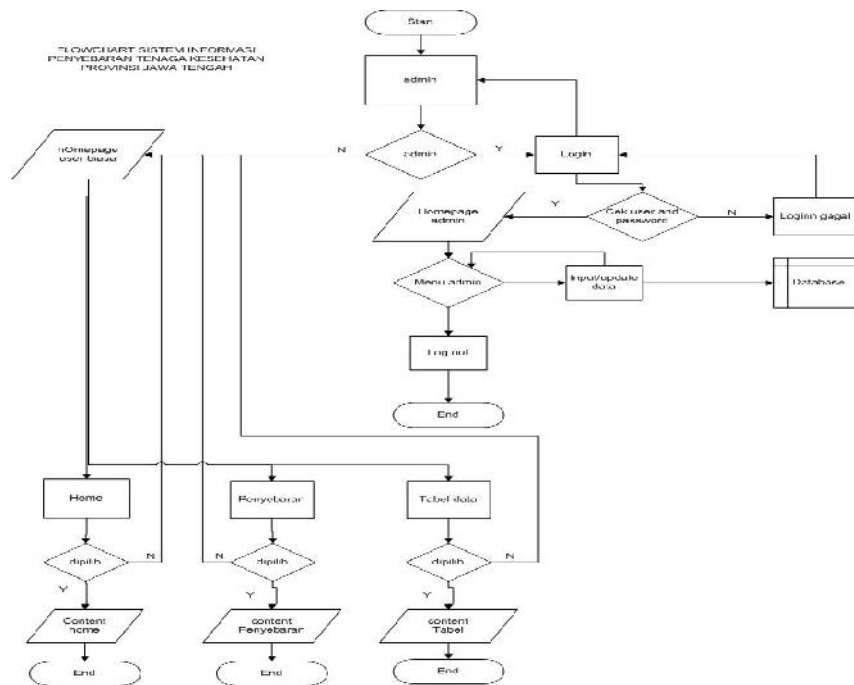 Start
FLOWCHART SISTEM INFORMASI
PENYEBARAN TENAGA KESEHATAN
PROVINSI JAWA TENGAH
admin
hOmepage
user biasa
N
admin
Y
Login
Homepage
admin
Y
Cek user and
password
N
Loginn gagal
Menu admin
Input/update
data
Database
Log out
End
Home
Penyebaran
Tabel data
dipilih
N
N
dipilih
dipilih
N
Y
Y
Y
Content
home
content
Penyebaran
content
Tabel
End
End
End